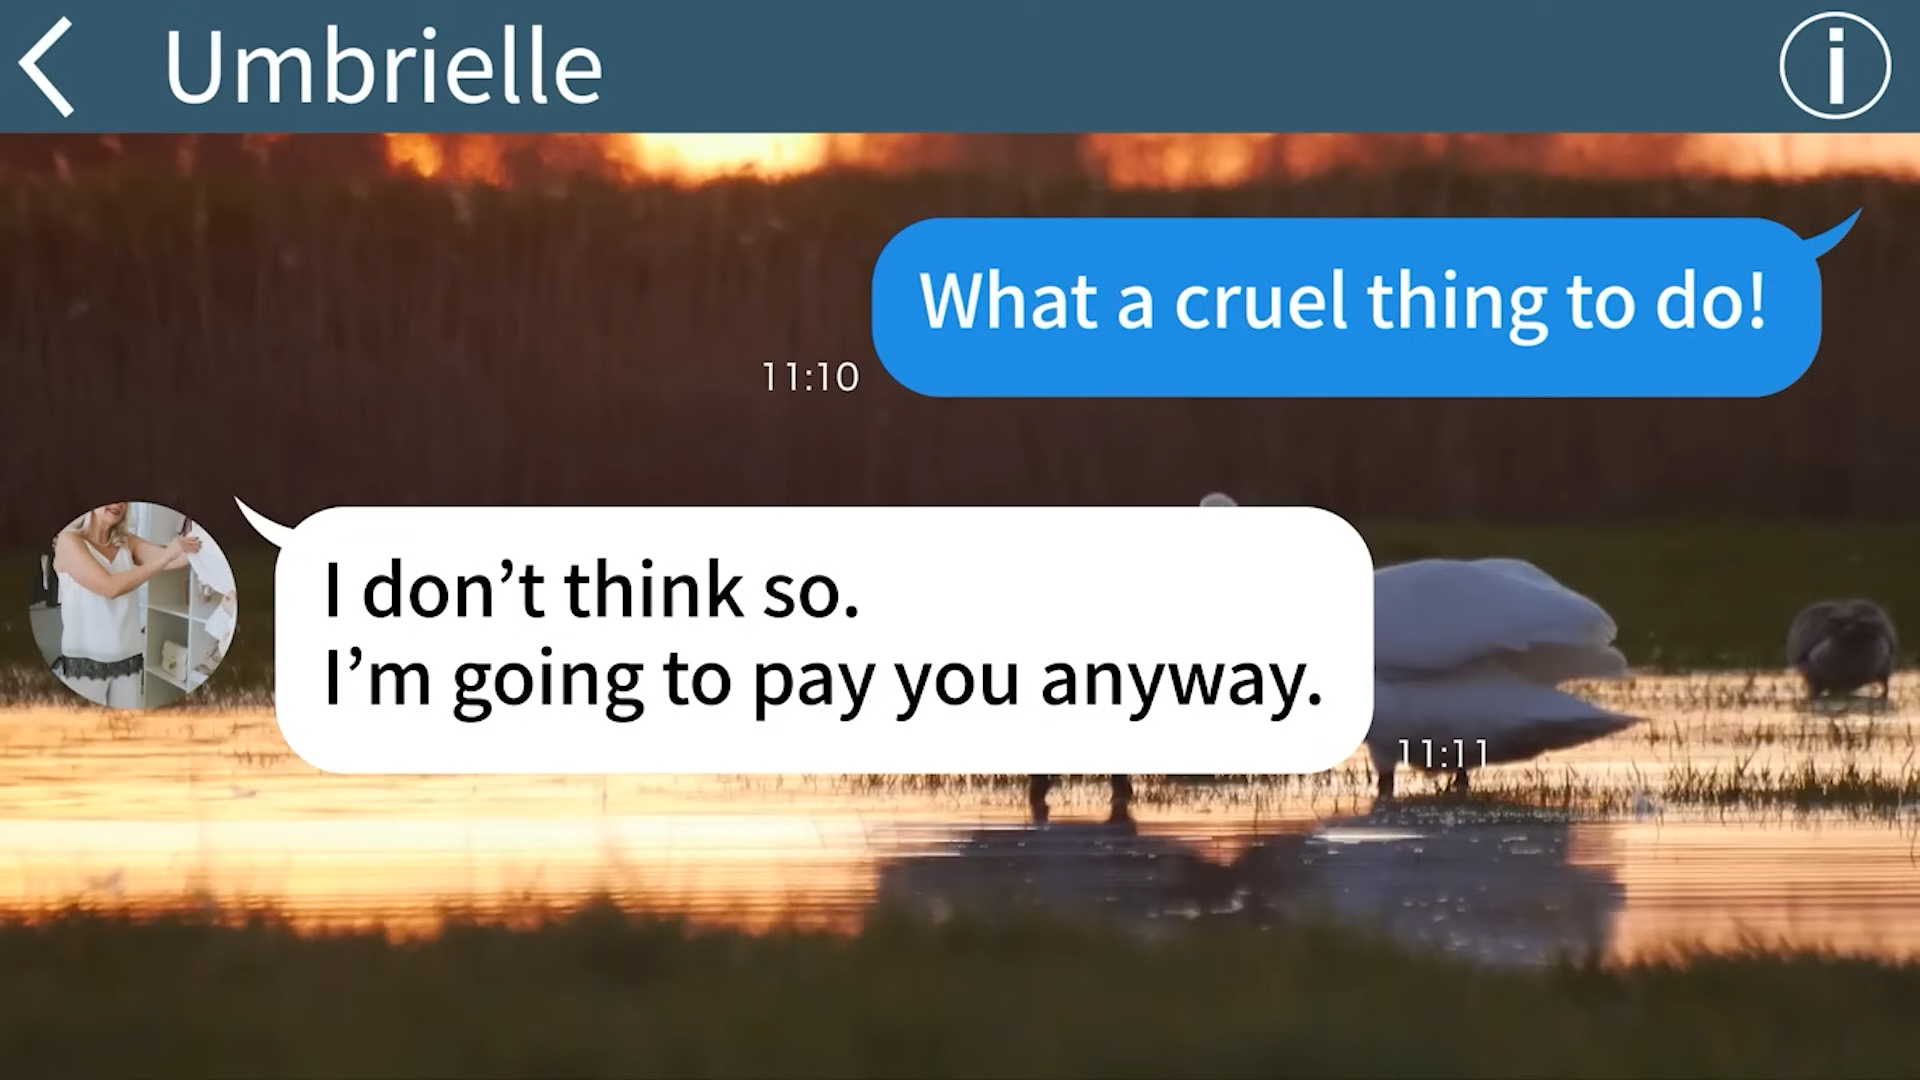 Umbrielle
What a cruel thing to do!
11:10
I don’t think so.
I’m going to pay you anyway.
11:11